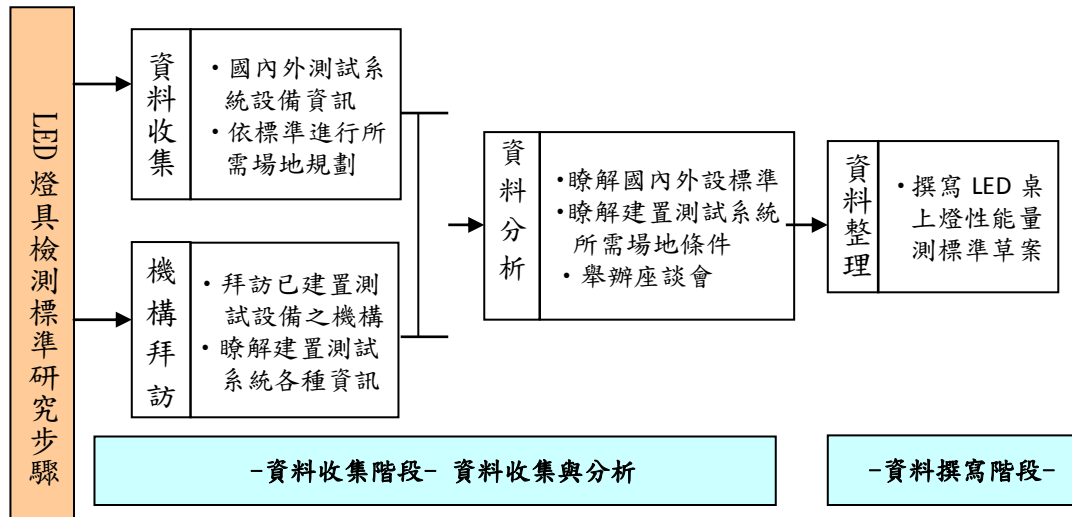 LED 燈具檢測標準研究步驟
資料收集
・國內外測試系
統設備資訊
・依標準進行所
需場地規劃
機構拜訪
・拜訪已建置測
試設備之機構
・瞭解建置測試
系統各種資訊
資料分析
・瞭解國內外設標準
・瞭解建置測試系統
所需場地條件
・舉辦座談會
資料整理
・撰寫 LED 桌
上燈性能量
測標準草案
-資料收集階段- 資料收集與分析
-資料撰寫階段-